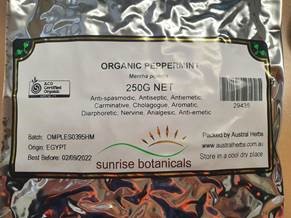 ORGANIC PEPPERMINT
Mentha piperita
250G NET
ACO
Certified
Organic
Anti-spasmodic, Antiseptic, Antiemetic,
Carminative, Cholagogue, Aromatic,
Diaphoretic, Nervine, Analgesic, Anti-emetic
29439
Batch: OMPLES0395HM
Origin: EGYPT
Best Before: 02/09/2022
sunrise botanicals
Packed by Austral Herbs
www.australherbs.com.au
Store in a cool dry place